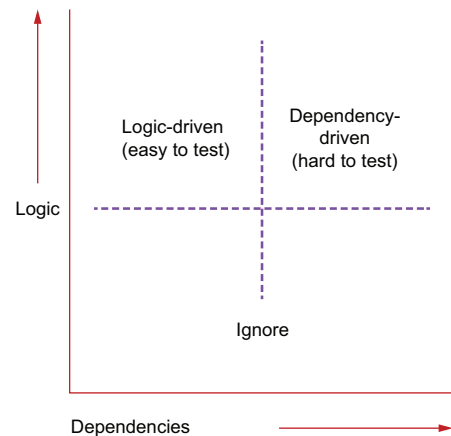 Logic-driven
(easy to test)
Dependency-
driven
(hard to test)
Logic
Ignore
Dependencies